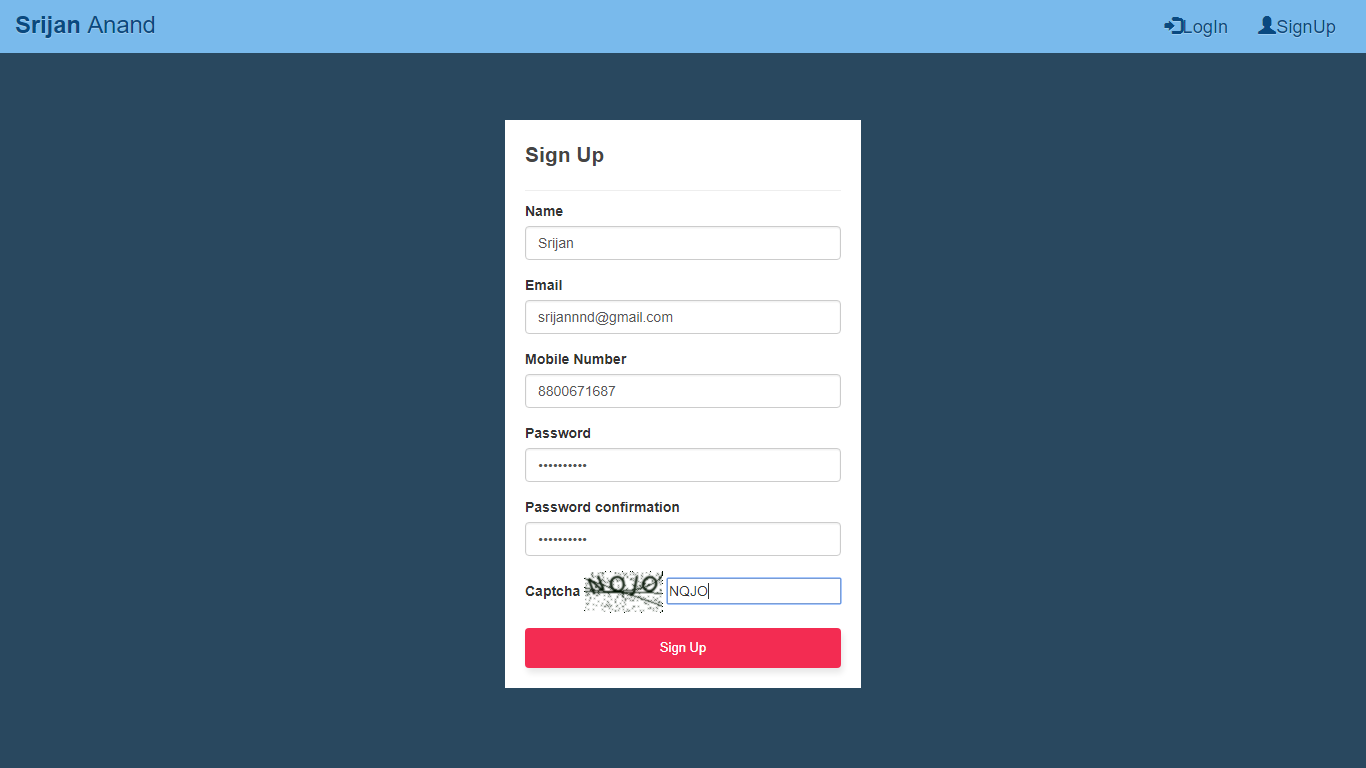 Srijan Anand LogIn SignUp
Sign Up
Name
Srijan
Email
srijannnd@gmail.com
Mobile Number
8800671687
Password
••••••••••
Password confirmation
••••••••••
Captcha NQJO NQJO
Sign Up